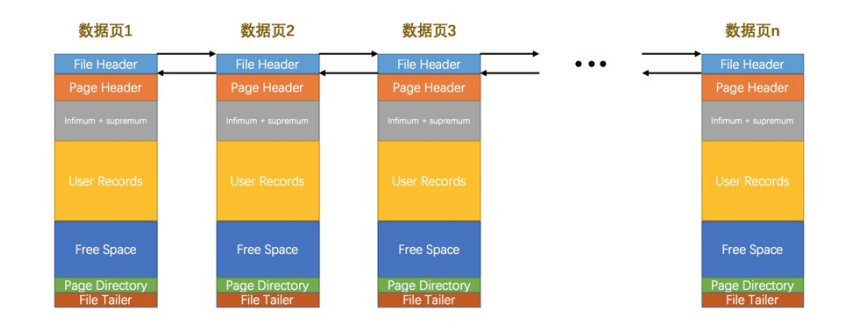 数据页1 数据页2 数据页3 数据页n
File Header File Header File Header ••• File Header
Page Header Page Header Page Header Page Header
Infimum + supremum Infimum + supremum Infimum + supremum Infimum + supremum
User Records User Records User Records User Records
Free Space Free Space Free Space Free Space
Page Directory Page Directory Page Directory Page Directory
File Tailer File Tailer File Tailer File Tailer